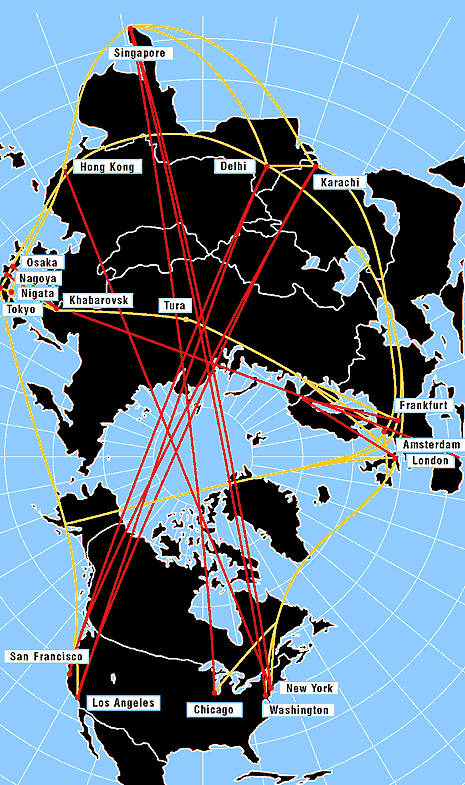 Singapore
Hong Kong
Delhi
Karachi
Osaka
Nagoya
Nigata
Khabarovsk
Tura
Tokyo
Frankfurt
Amsterdam
London
San Francisco
New York
Los Angeles
Chicago
Washington